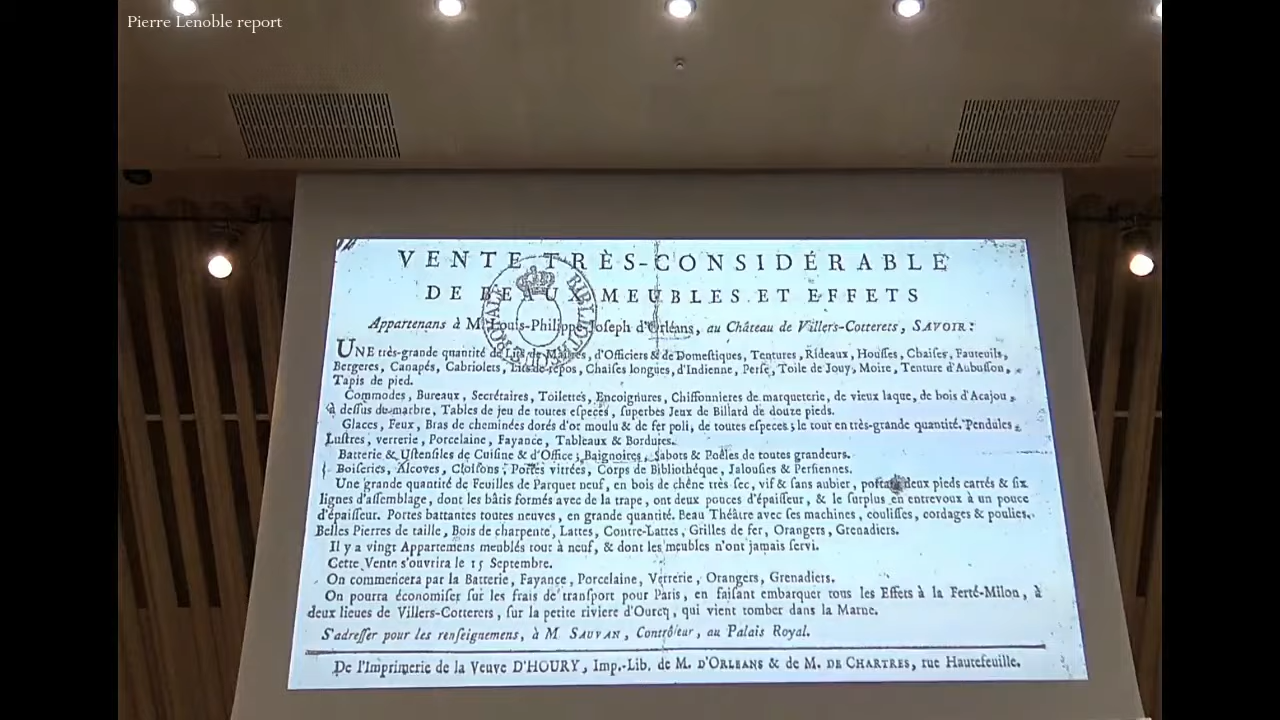 Pierre Lenoble report
VENTE TRÈS-CONSIDÉRABLE
DE BEAUX MEUBLES ET EFFETS
Appartenans à M. Louis-Philippe-Joseph d'Orléans, au Château de Villers-Cotterets, SAVOIR:
BIBLIOTHEQUE ROYALE
UNE très-grande quantité de Lits de Maîtres, d'Officiers & de Domeſtiques, Tentures, Rideaux, Houſſes, Chaiſes, Fauteuils,
Bergeres, Canapés, Cabriolets, Lits-de-repos, Chaiſes longues, d'Indienne, Perſe, Toile de Jouy, Moire, Tenture d'Aubuſſon,
Tapis de pied.
Commodes, Bureaux, Secrétaires, Toilettes, Encoignures, Chiffonnieres de marqueterie, de vieux laque, de bois d'Acajou,
à deſſus de marbre, Tables de jeu de toutes eſpeces, ſuperbes Jeux de Billard de douze pieds.
Glaces, Feux, Bras de cheminées dorés d'or moulu & de fer poli, de toutes eſpeces; le tout en très-grande quantité. Pendules,
Luſtres, verrerie, Porcelaine, Fayance, Tableaux & Bordures.
Batterie & Uſtenſiles de Cuiſine & d'Office; Baignoires, Sabots & Poëles de toutes grandeurs.
Boiſeries, Alcoves, Cloiſons; Portes vitrées, Corps de Bibliothéque, Jalouſies & Perſiennes.
Une grande quantité de Feuilles de Parquet neuf, en bois de chêne très-ſec, vif & ſans aubier, portant deux pieds carrés & ſix
lignes d'aſſemblage, dont les bâtis formés avec de la trape, ont deux pouces d'épaiſſeur, & le ſurplus en entrevoux à un pouce
d'épaiſſeur. Portes battantes toutes neuves, en grande quantité. Beau Théâtre avec ſes machines, couliſſes, cordages & poulies.
Belles Pierres de taille, Bois de charpente, Lattes, Contre-Lattes, Grilles de fer, Orangers, Grenadiers.
Il y a vingt Appartemens meublés tout à neuf, & dont les meubles n'ont jamais ſervi.
Cette Vente s'ouvrira le 15 Septembre.
On commencera par la Batterie, Fayance, Porcelaine, Verrerie, Orangers, Grenadiers.
On pourra économiſer ſur les frais de tranſport pour Paris, en faiſant embarquer tous les Effets à la Ferté-Milon, à
deux lieues de Villers-Cotterets, ſur la petite riviere d'Ourcq, qui vient tomber dans la Marne.
S'adreſſer pour les renſeignemens, à M. SAUVAN, Contrôleur, au Palais Royal.
De l'Imprimerie de la Veuve D'HOURY, Imp.-Lib. de M. D'ORLEANS & de M. DE CHARTRES, rue Hautefeuille.